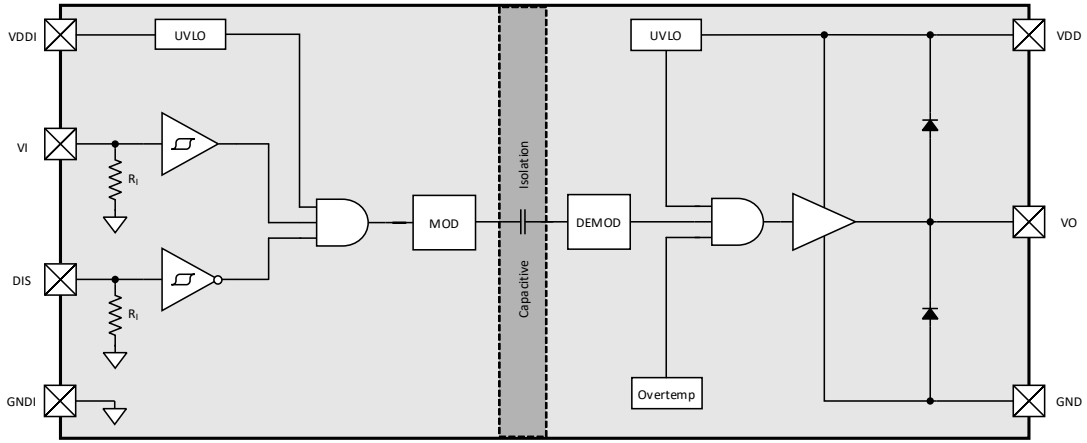 VDDI
UVLO
UVLO
VDD
VI
RI
Isolation
MOD
DEMOD
VO
DIS
RI
Capacitive
Overtemp
GNDI
GND